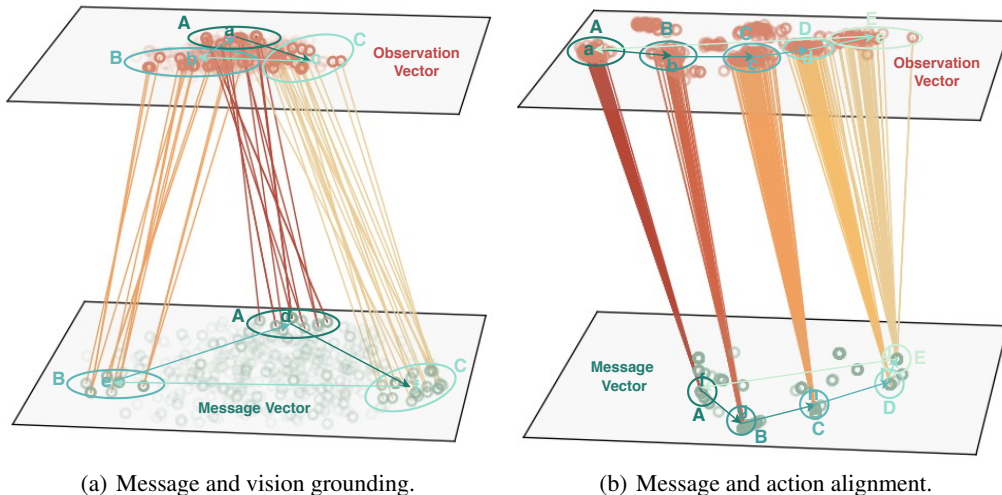 A
a
B
b
C
c
Observation
Vector
A
d
B
C
Message Vector
(a) Message and vision grounding.
A
B
C
D
E
a
b
c
d
e
Observation
Vector
Message
Vector
A
B
C
D
E
(b) Message and action alignment.